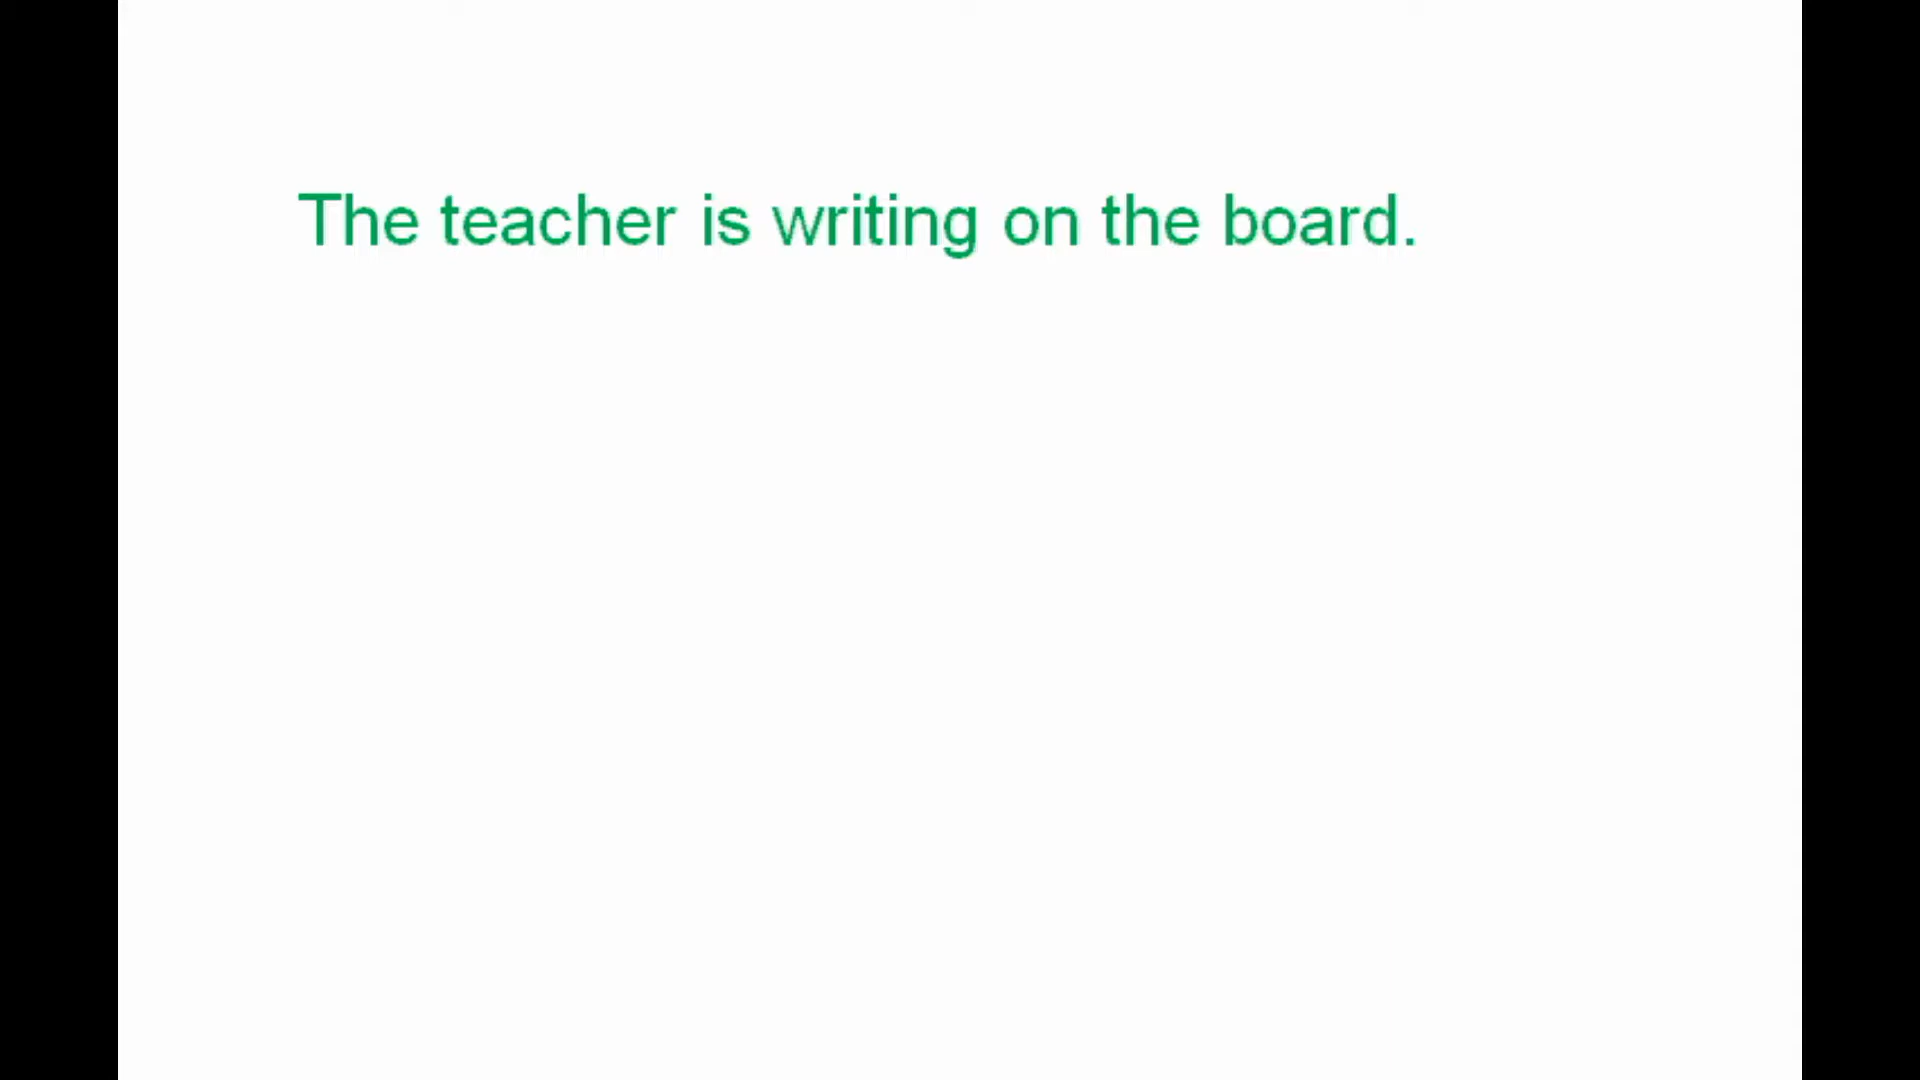 The teacher is writing on the board.